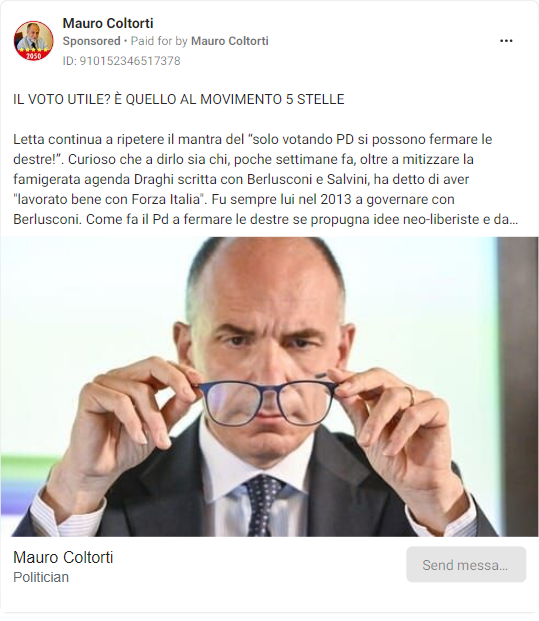 Mauro Coltorti
Sponsored • Paid for by Mauro Coltorti
ID: 910152346517378
2050
IL VOTO UTILE? È QUELLO AL MOVIMENTO 5 STELLE
Letta continua a ripetere il mantra del “solo votando PD si possono fermare le
destre!”. Curioso che a dirlo sia chi, poche settimane fa, oltre a mitizzare la
famigerata agenda Draghi scritta con Berlusconi e Salvini, ha detto di aver
"lavorato bene con Forza Italia". Fu sempre lui nel 2013 a governare con
Berlusconi. Come fa il Pd a fermare le destre se propugna idee neo-liberiste e da...
Mauro Coltorti
Politician
Send messa...